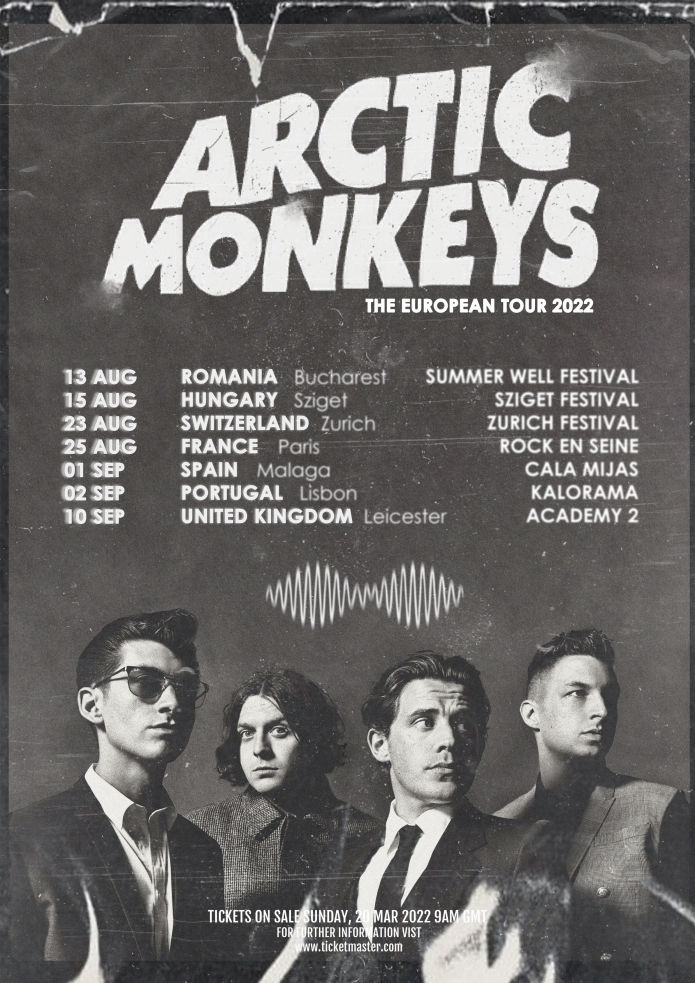 ARCTIC
MONKEYS
THE EUROPEAN TOUR 2022
13 AUG ROMANIA Bucharest SUMMER WELL FESTIVAL
15 AUG HUNGARY Sziget SZIGET FESTIVAL
23 AUG SWITZERLAND Zurich ZURICH FESTIVAL
25 AUG FRANCE Paris ROCK EN SEINE
01 SEP SPAIN Malaga CALA MIJAS
02 SEP PORTUGAL Lisbon KALORAMA
10 SEP UNITED KINGDOM Leicester ACADEMY 2
TICKETS ON SALE SUNDAY, 20 MAR 2022 9AM GMT
FOR FURTHER INFORMATION VIST
www.ticketmaster.com